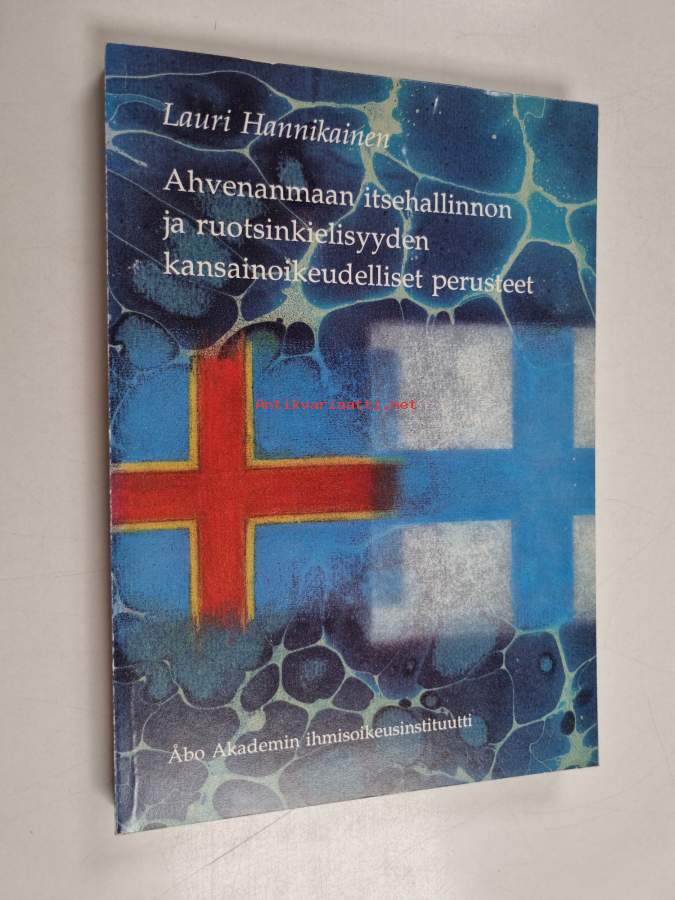 Lauri Hannikainen
Ahvenanmaan itsehallinnon
ja ruotsinkielisyyden
kansainoikeudelliset perusteet
Antikvariaatti.net
Åbo Akademin ihmisoikeusinstituutti